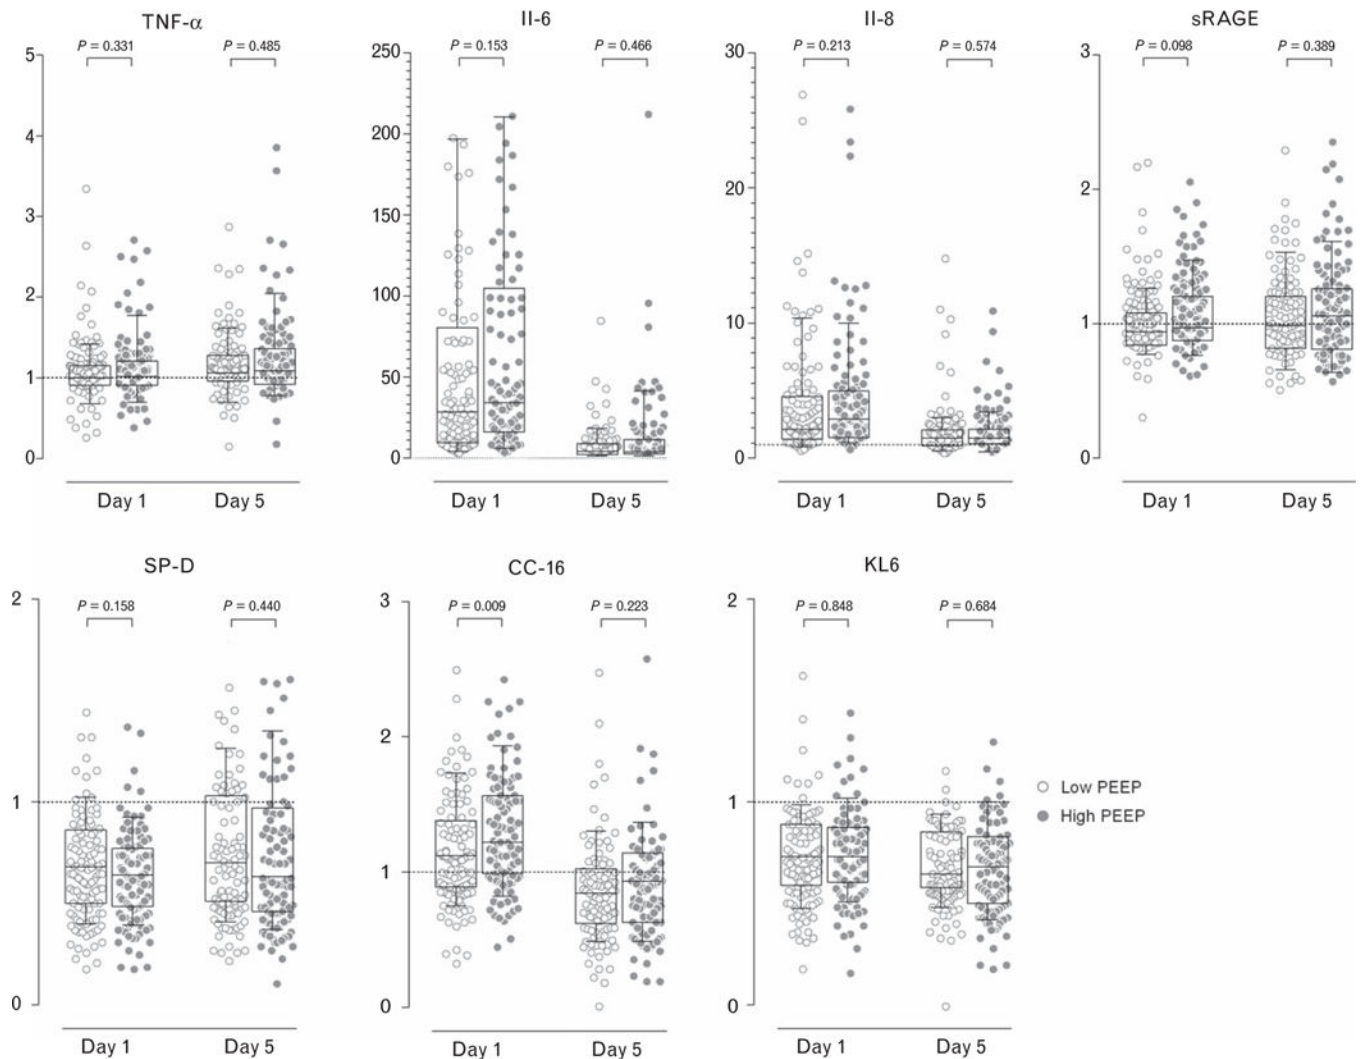 TNF-α
Il-6
Il-8
sRAGE
P = 0.331
P = 0.485
P = 0.153
P = 0.466
P = 0.213
P = 0.574
P = 0.098
P = 0.389
5
4
3
2
1
0
250
200
150
100
50
0
30
20
10
0
3
2
1
0
Day 1
Day 5
Day 1
Day 5
Day 1
Day 5
Day 1
Day 5
SP-D
CC-16
KL6
P = 0.158
P = 0.440
P = 0.009
P = 0.223
P = 0.848
P = 0.684
2
1
0
3
2
1
0
2
1
0
Low PEEP
High PEEP
Day 1
Day 5
Day 1
Day 5
Day 1
Day 5